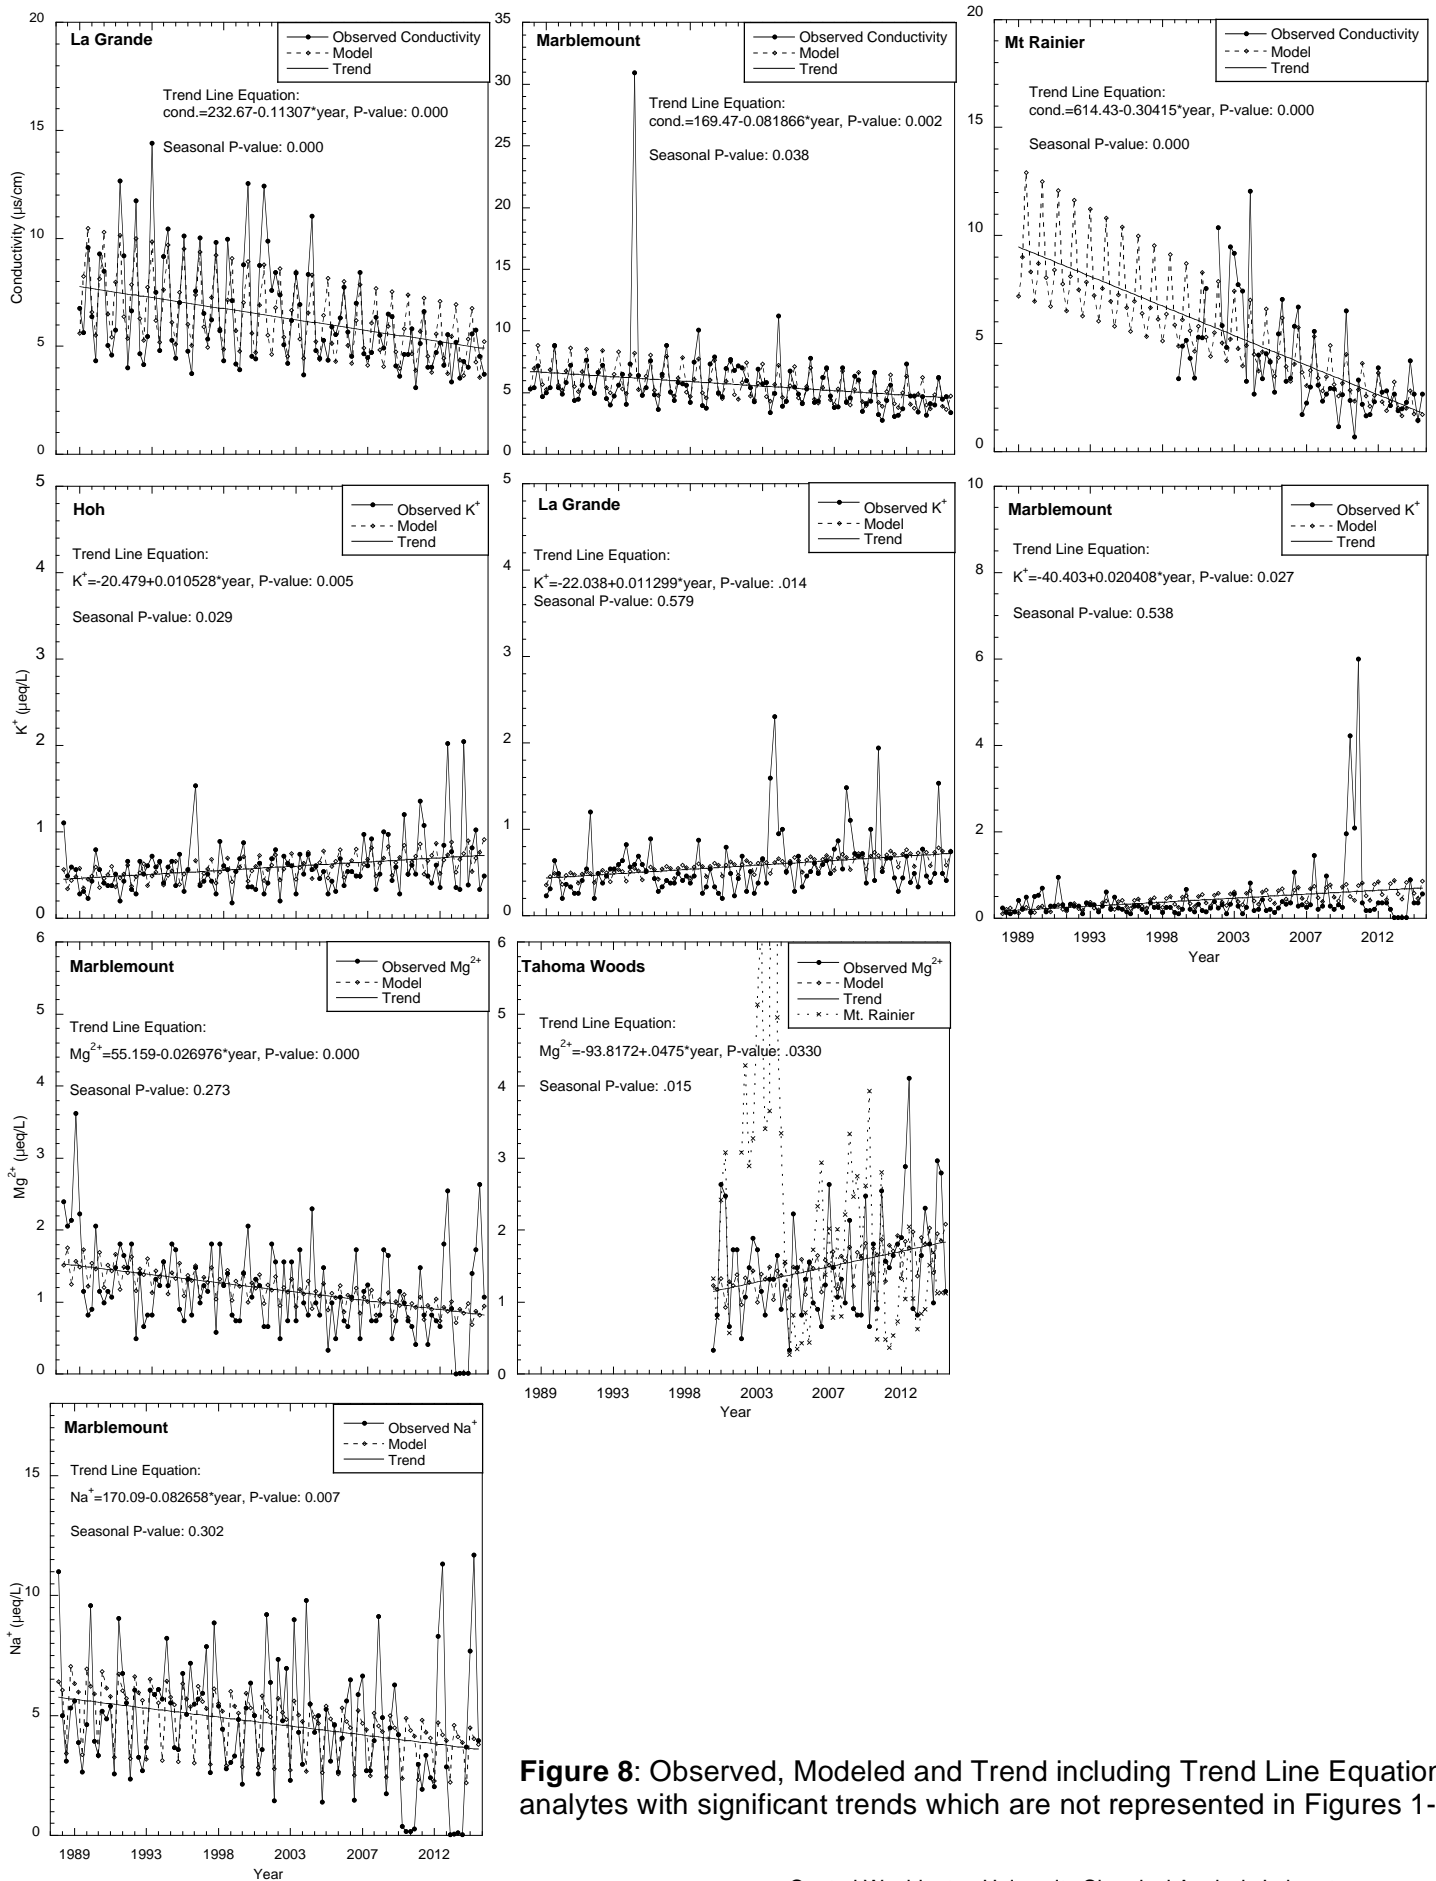 La Grande
Observed Conductivity
Model
Trend
Trend Line Equation:
cond.=232.67-0.11307*year, P-value: 0.000
Seasonal P-value: 0.000
20
15
10
5
0
Conductivity (µs/cm)
Marblemount
Observed Conductivity
Model
Trend
Trend Line Equation:
cond.=169.47-0.081866*year, P-value: 0.002
Seasonal P-value: 0.038
35
30
25
20
15
10
5
0
Mt Rainier
Observed Conductivity
Model
Trend
Trend Line Equation:
cond.=614.43-0.30415*year, P-value: 0.000
Seasonal P-value: 0.000
20
15
10
5
0
Hoh
Observed K+
Model
Trend
Trend Line Equation:
K+=-20.479+0.010528*year, P-value: 0.005
Seasonal P-value: 0.029
5
4
3
2
1
0
K+ (µeq/L)
La Grande
Observed K+
Model
Trend
Trend Line Equation:
K+=-22.038+0.011299*year, P-value: .014
Seasonal P-value: 0.579
5
4
3
2
1
0
Marblemount
Observed K+
Model
Trend
Trend Line Equation:
K+=-40.403+0.020408*year, P-value: 0.027
Seasonal P-value: 0.538
10
8
6
4
2
0
1989 1993 1998 2003 2007 2012
Year
Marblemount
Observed Mg2+
Model
Trend
Trend Line Equation:
Mg2+=55.159-0.026976*year, P-value: 0.000
Seasonal P-value: 0.273
6
5
4
3
2
1
0
Mg2+ (µeq/L)
Tahoma Woods
Observed Mg2+
Model
Trend
Mt. Rainier
Trend Line Equation:
Mg2+=-93.8172+.0475*year, P-value: .0330
Seasonal P-value: .015
6
5
4
3
2
1
0
1989 1993 1998 2003 2007 2012
Year
Marblemount
Observed Na+
Model
Trend
Trend Line Equation:
Na+=170.09-0.082658*year, P-value: 0.007
Seasonal P-value: 0.302
15
10
5
0
Na+ (µeq/L)
1989 1993 1998 2003 2007 2012
Year
Figure 8: Observed, Modeled and Trend including Trend Line Equation
analytes with significant trends which are not represented in Figures 1-